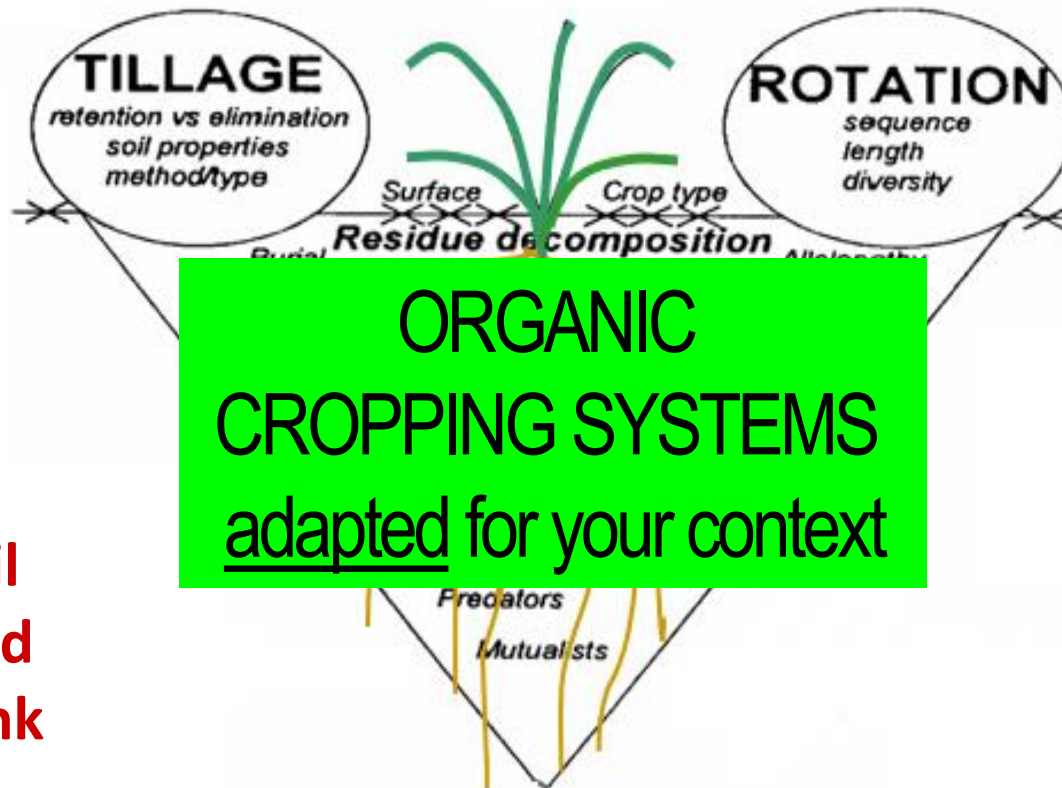 TILLAGE
retention vs elimination
soil properties
method/type
ROTATION
sequence
length
diversity
Surface
Crop type
Residue decomposition
ORGANIC
CROPPING SYSTEMS
adapted for your context
Predators
Mutualists